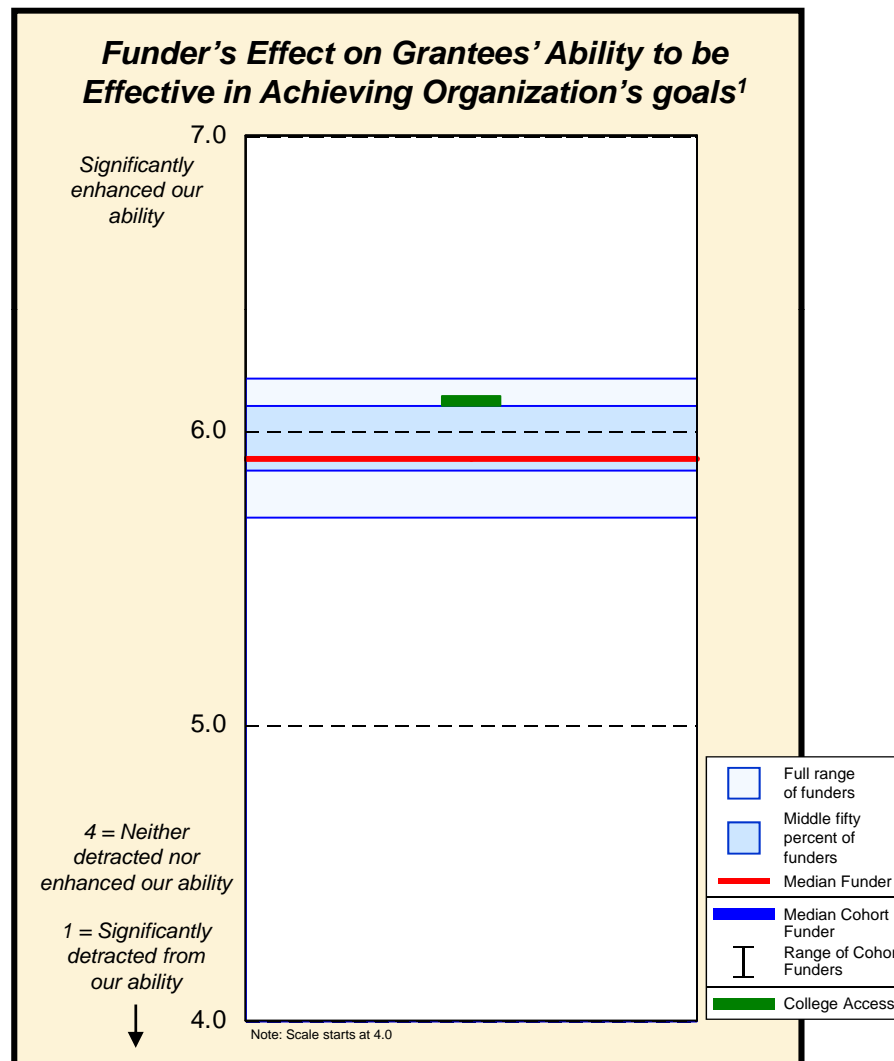 Funder's Effect on Grantees' Ability to be
Effective in Achieving Organization's goals1
7.0
Significantly
enhanced our
ability
6.0
5.0
4 = Neither
detracted nor
enhanced our ability
1 = Significantly
detracted from
our ability
4.0
Note: Scale starts at 4.0
Full range
of funders
Middle fifty
percent of
funders
Median Funder
Median Cohort
Funder
Range of Cohor
Funders
College Access